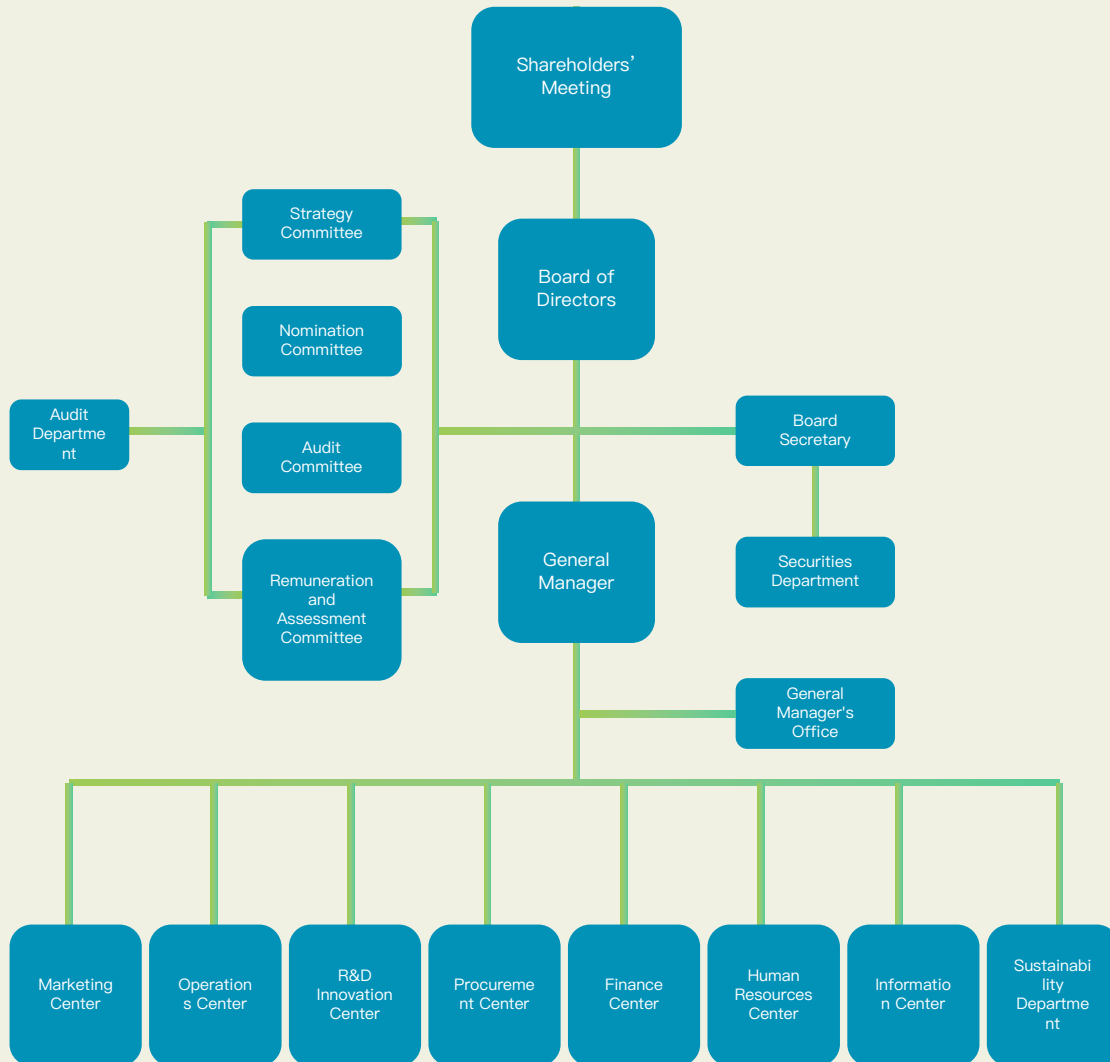 Shareholders’
Meeting
Strategy
Committee
Board of
Directors
Nomination
Committee
Audit
Departme
nt
Audit
Committee
Board
Secretary
General
Manager
Securities
Department
Remuneration
and
Assessment
Committee
General
Manager's
Office
Marketing
Center
Operation
s Center
R&D
Innovation
Center
Procureme
nt Center
Finance
Center
Human
Resources
Center
Informatio
n Center
Sustainabi
lity
Departme
nt